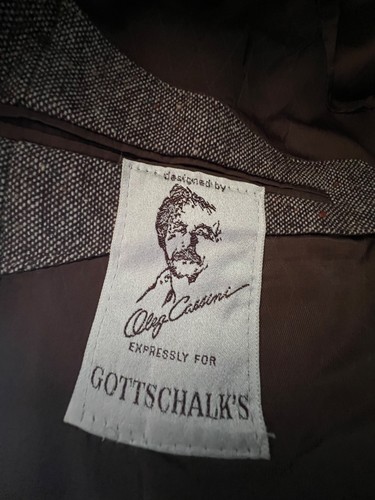 designed by
Oleg Cassini
EXPRESSLY FOR
GOTTSCHALK'S